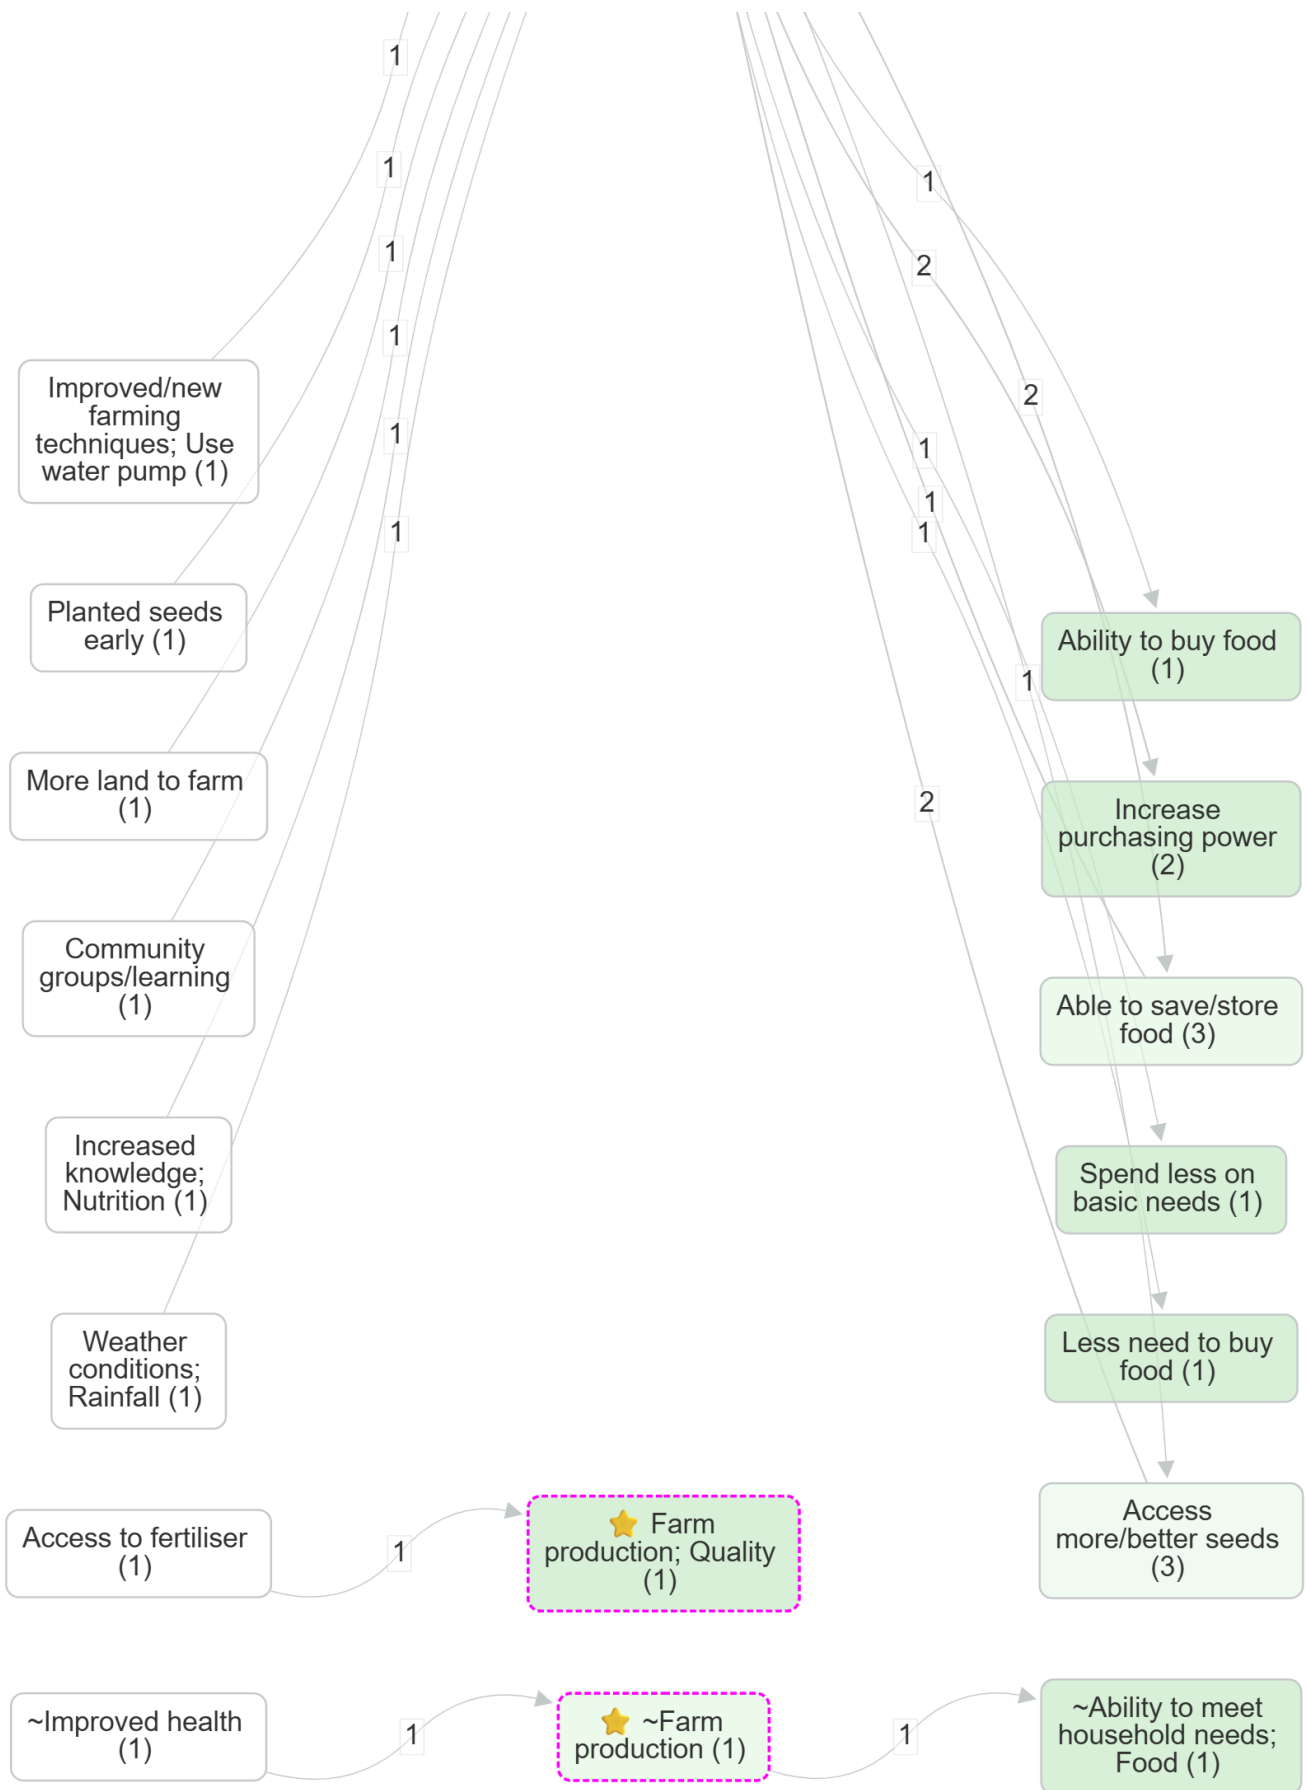 1
1
1
1
1
1
1
2
2
1
1
1
1
2
Improved/new
farming
techniques; Use
water pump (1)
Planted seeds
early (1)
More land to farm
(1)
Community
groups/learning
(1)
Increased
knowledge;
Nutrition (1)
Weather
conditions;
Rainfall (1)
Ability to buy food
(1)
Increase
purchasing power
(2)
Able to save/store
food (3)
Spend less on
basic needs (1)
Less need to buy
food (1)
Access
more/better seeds
(3)
Access to fertiliser
(1)
1
Farm
production; Quality
(1)
~Improved health
(1)
1
~Farm
production (1)
1
~Ability to meet
household needs;
Food (1)